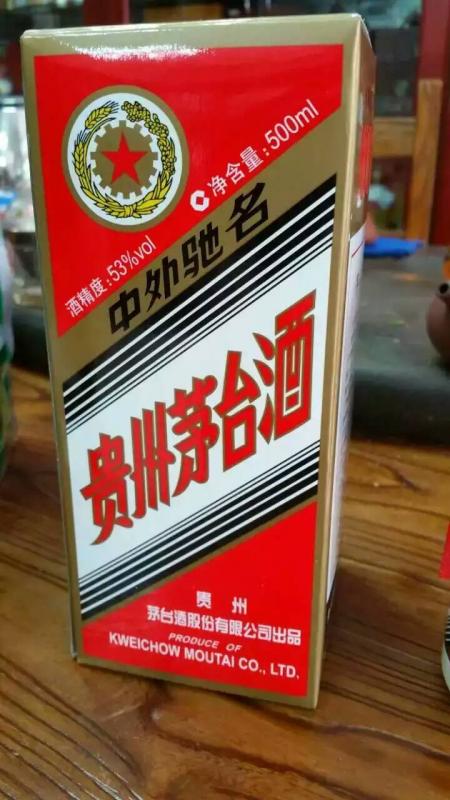 净含量:500ml
酒精度:53%vol
中外驰名
贵州茅台酒
贵州
茅台酒股份有限公司出品
PRODUCE OF
KWEICHOW MOUTAI CO., LTD.